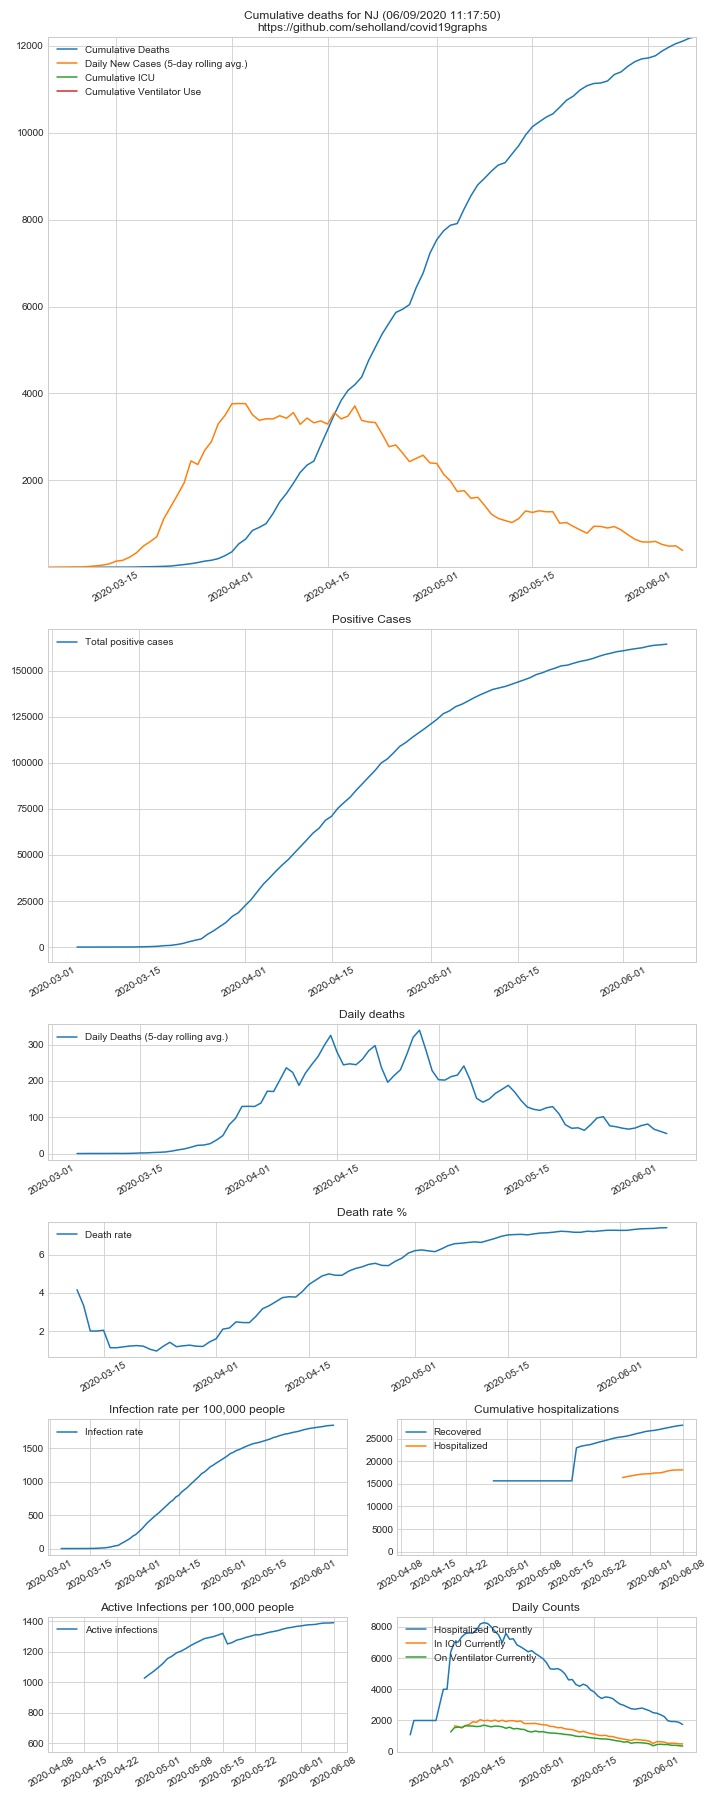 Cumulative deaths for NJ (06/09/2020 11:17:50)
https://github.com/seholland/covid19graphs
Cumulative Deaths
Daily New Cases (5-day rolling avg.)
Cumulative ICU
Cumulative Ventilator Use
12000
10000
8000
6000
4000
2000
2020-03-15 2020-04-01 2020-04-15 2020-05-01 2020-05-15 2020-06-01
Positive Cases
Total positive cases
150000
125000
100000
75000
50000
25000
0
2020-03-01 2020-03-15 2020-04-01 2020-04-15 2020-05-01 2020-05-15 2020-06-01
Daily deaths
Daily Deaths (5-day rolling avg.)
300
200
100
0
2020-03-01 2020-03-15 2020-04-01 2020-04-15 2020-05-01 2020-05-15 2020-06-01
Death rate %
Death rate
6
4
2
2020-03-15 2020-04-01 2020-04-15 2020-05-01 2020-05-15 2020-06-01
Infection rate per 100,000 people
Infection rate
1500
1000
500
0
2020-03-01 2020-03-15 2020-04-01 2020-04-15 2020-05-01 2020-05-15 2020-06-01
Cumulative hospitalizations
Recovered
Hospitalized
25000
20000
15000
10000
5000
0
2020-04-08 2020-04-15 2020-04-22 2020-05-01 2020-05-08 2020-05-15 2020-05-22 2020-06-01 2020-06-08
Active Infections per 100,000 people
Active infections
1400
1200
1000
800
600
2020-04-08 2020-04-15 2020-04-22 2020-05-01 2020-05-08 2020-05-15 2020-05-22 2020-06-01 2020-06-08
Daily Counts
Hospitalized Currently
In ICU Currently
On Ventilator Currently
8000
6000
4000
2000
0
2020-04-01 2020-04-15 2020-05-01 2020-05-15 2020-06-01